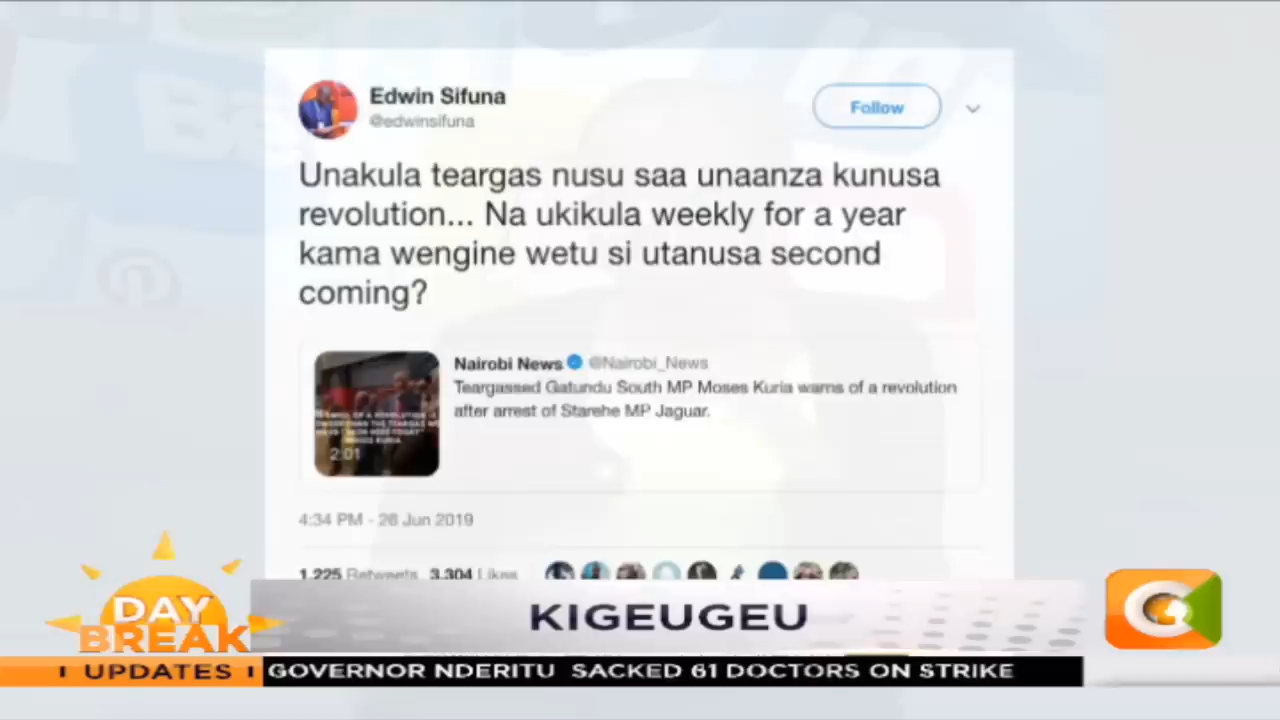 Edwin Sifuna
@edwinsifuna
Follow
Unakula teargas nusu saa unaanza kunusa
revolution... Na ukikula weekly for a year
kama wengine wetu si utanusa second
coming?
Nairobi News @Nairobi_News
Teargassed Gatundu South MP Moses Kuria warns of a revolution
after arrest of Starehe MP Jaguar.
2:01
4:34 PM - 26 Jun 2019
1,225 Retweets 3,304 Likes
DAY
BREAK
KIGEUGEU
UPDATES
GOVERNOR NDERITU SACKED 61 DOCTORS ON STRIKE